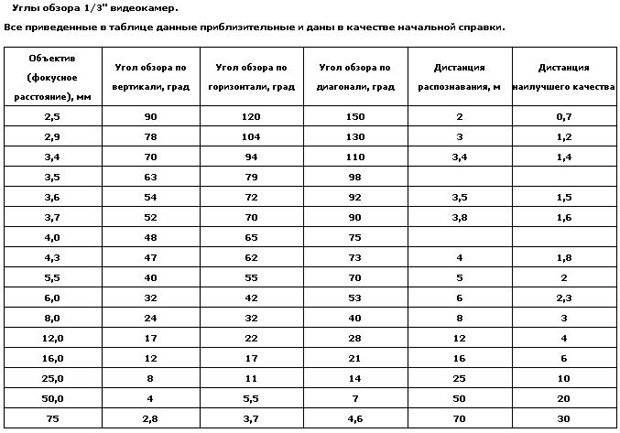 Углы обзора 1/3" видеокамер.
Все приведенные в таблице данные приблизительные и даны в качестве начальной справки.
Объектив (фокусное расстояние), мм | Угол обзора по вертикали, град | Угол обзора по горизонтали, град | Угол обзора по диагонали, град | Дистанция распознавания, м | Дистанция наилучшего качества
2,5 90 120 150 2 0,7
2,9 78 104 130 3 1,2
3,4 70 94 110 3,4 1,4
3,5 63 79 98
3,6 54 72 92 3,5 1,5
3,7 52 70 90 3,8 1,6
4,0 48 65 75
4,3 47 62 73 4 1,8
5,5 40 55 70 5 2
6,0 32 42 53 6 2,3
8,0 24 32 40 8 3
12,0 17 22 28 12 4
16,0 12 17 21 16 6
25,0 8 11 14 25 10
50,0 4 5,5 7 50 20
75 2,8 3,7 4,6 70 30